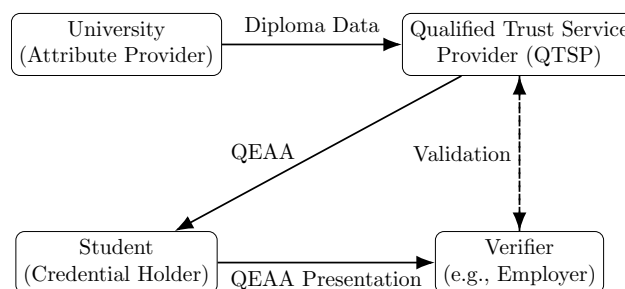 University
(Attribute Provider)
Diploma Data
Qualified Trust Service
Provider (QTSP)
QEAA
Validation
Student
(Credential Holder)
QEAA Presentation
Verifier
(e.g., Employer)